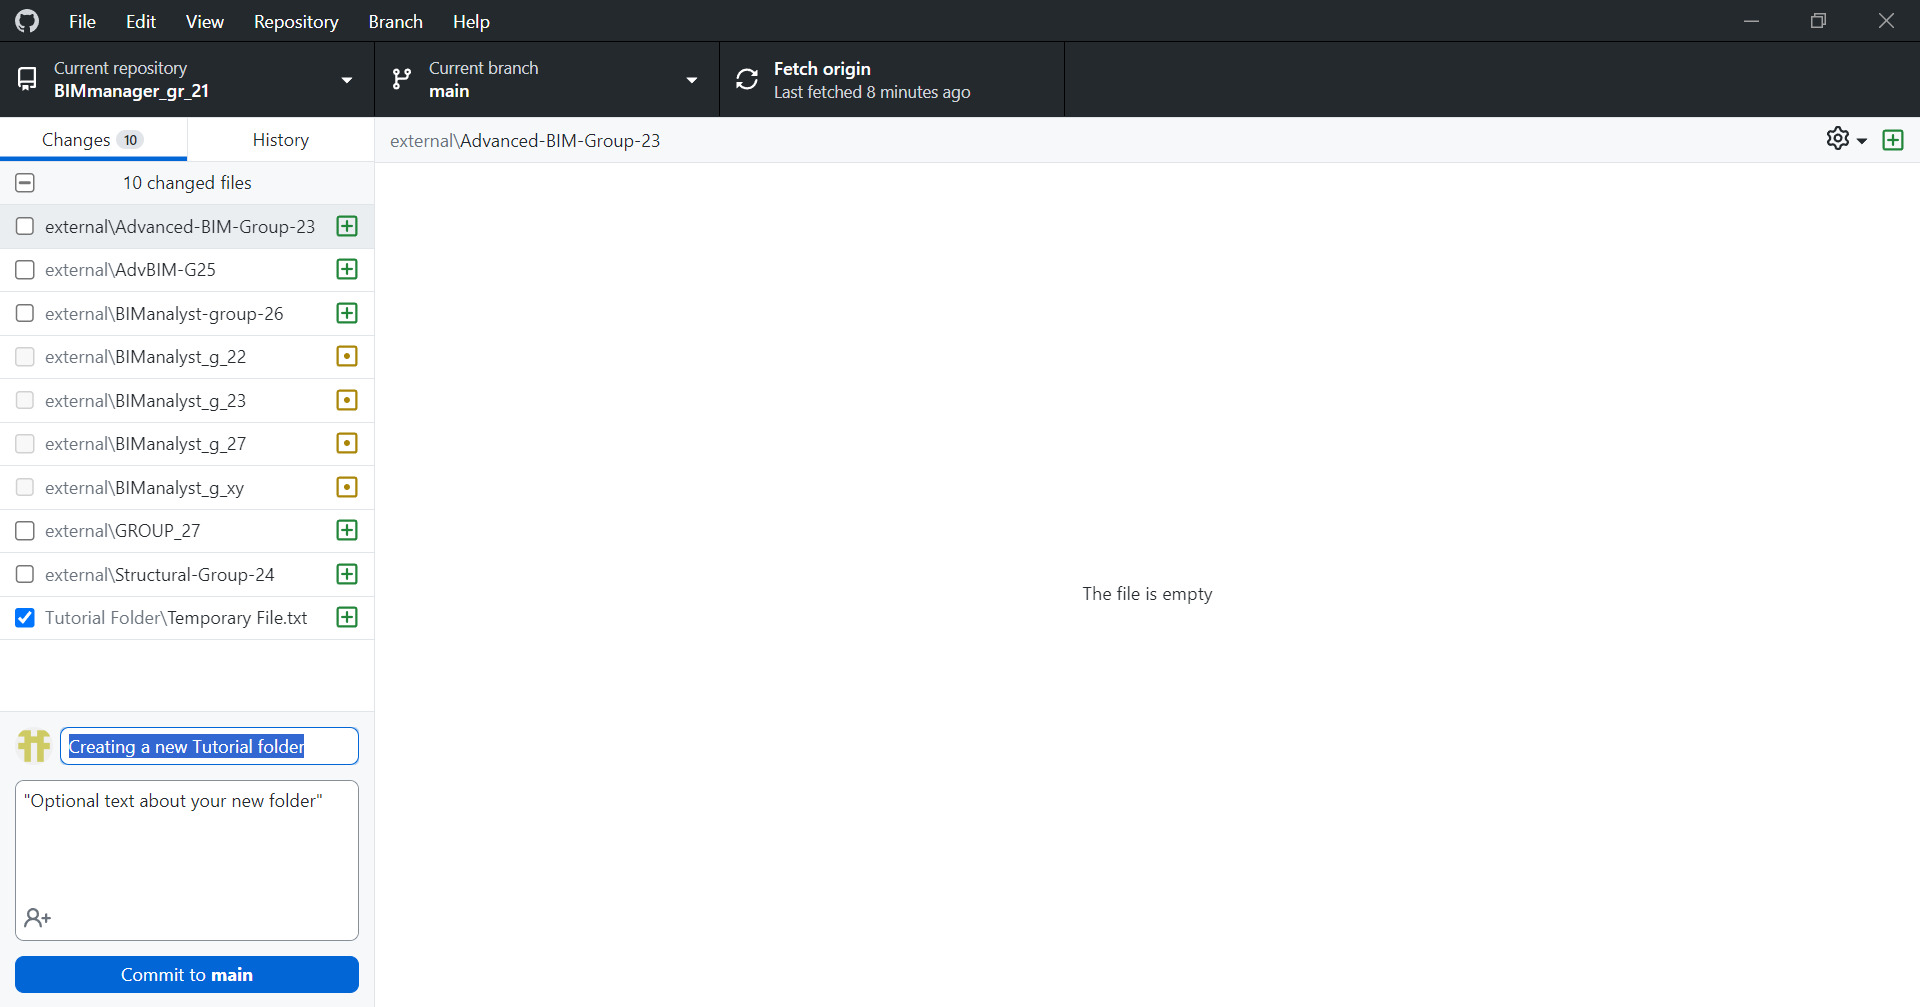 File Edit View Repository Branch Help
Current repository
BIMmanager_gr_21
Current branch
main
Fetch origin
Last fetched 8 minutes ago
Changes 10
History
external\Advanced-BIM-Group-23
10 changed files
external\Advanced-BIM-Group-23
external\AdvBIM-G25
external\BIManalyst-group-26
external\BIManalyst_g_22
external\BIManalyst_g_23
external\BIManalyst_g_27
external\BIManalyst_g_xy
external\GROUP_27
external\Structural-Group-24
Tutorial Folder\Temporary File.txt
The file is empty
Creating a new Tutorial folder
"Optional text about your new folder"
Commit to main